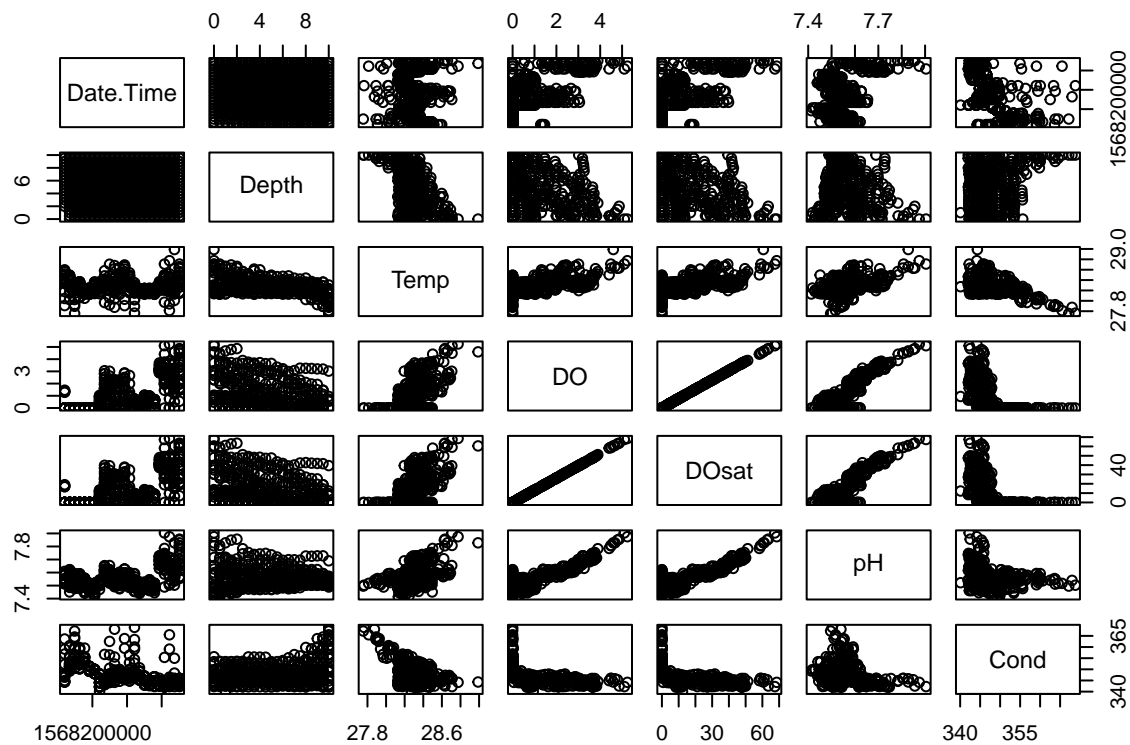 0 4 8 0 2 4 7.4 7.7
Date.Time
1568200000
0 6
Depth
Temp
27.8 29.0
0 3
DO
DOsat
0 40
7.4 7.8
pH
Cond
340 365
1568200000 27.8 28.6 0 30 60 340 355